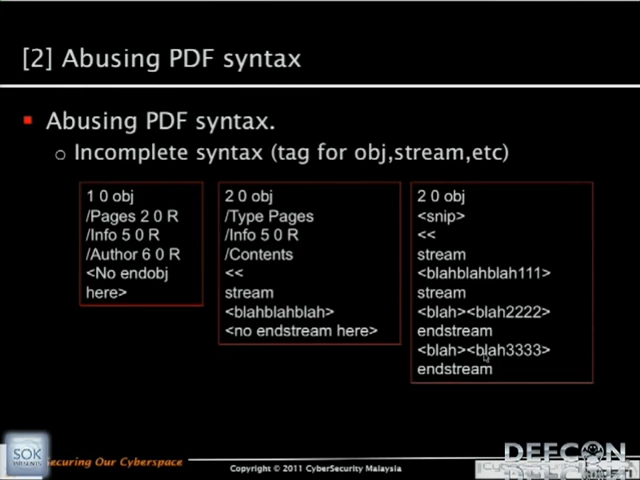 [2] Abusing PDF syntax
Abusing PDF syntax.
Incomplete syntax (tag for obj,stream,etc)
1 0 obj
/Pages 2 0 R
/Info 5 0 R
/Author 6 0 R
<No endobj
here>
2 0 obj
/Type Pages
/Info 5 0 R
/Contents
<<
stream
<blahblahblah>
<no endstream here>
2 0 obj
<snip>
<<
stream
<blahblahblah111>
stream
<blah><blah2222>
endstream
<blah><blah3333>
endstream
SOK
PRESENTS
Securing Our Cyberspace
Copyright © 2011 CyberSecurity Malaysia
DEFCON